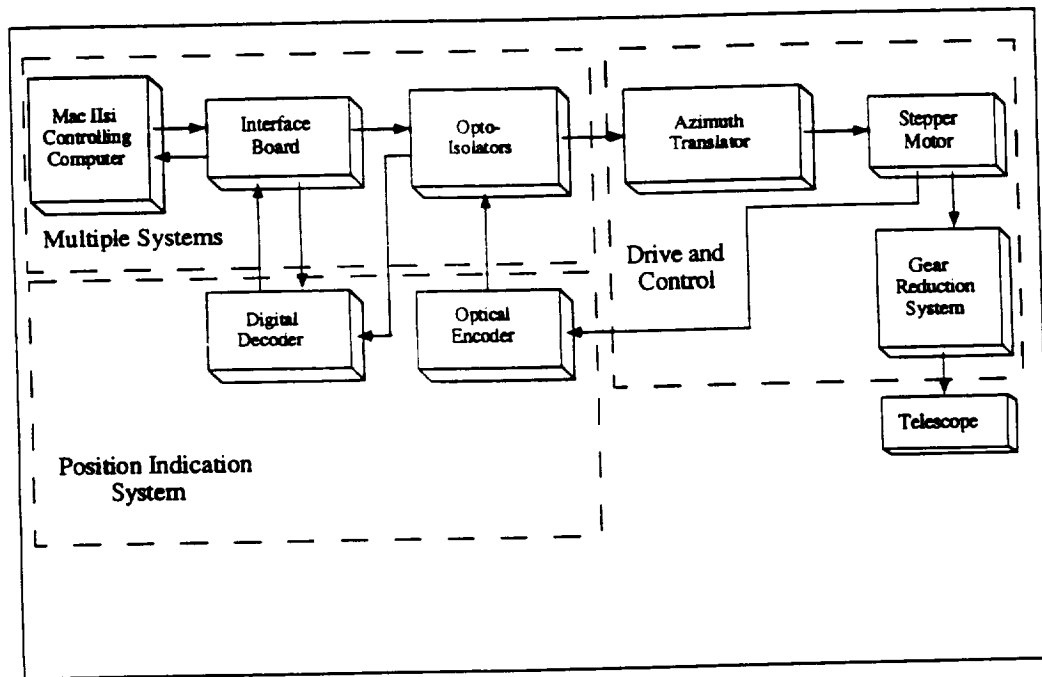 Mac IIsi
Controlling
Computer
Interface
Board
Opto-
Isolators
Azimuth
Translator
Stepper
Motor
Multiple Systems
Drive and
Control
Gear
Reduction
System
Digital
Decoder
Optical
Encoder
Telescope
Position Indication
System